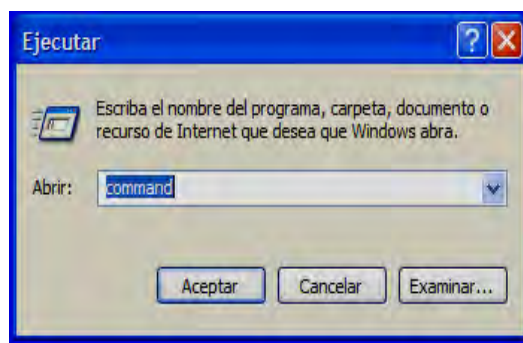 Ejecutar
Escriba el nombre del programa, carpeta, documento o
recurso de Internet que desea que Windows abra.
Abrir: command
Aceptar Cancelar Examinar...